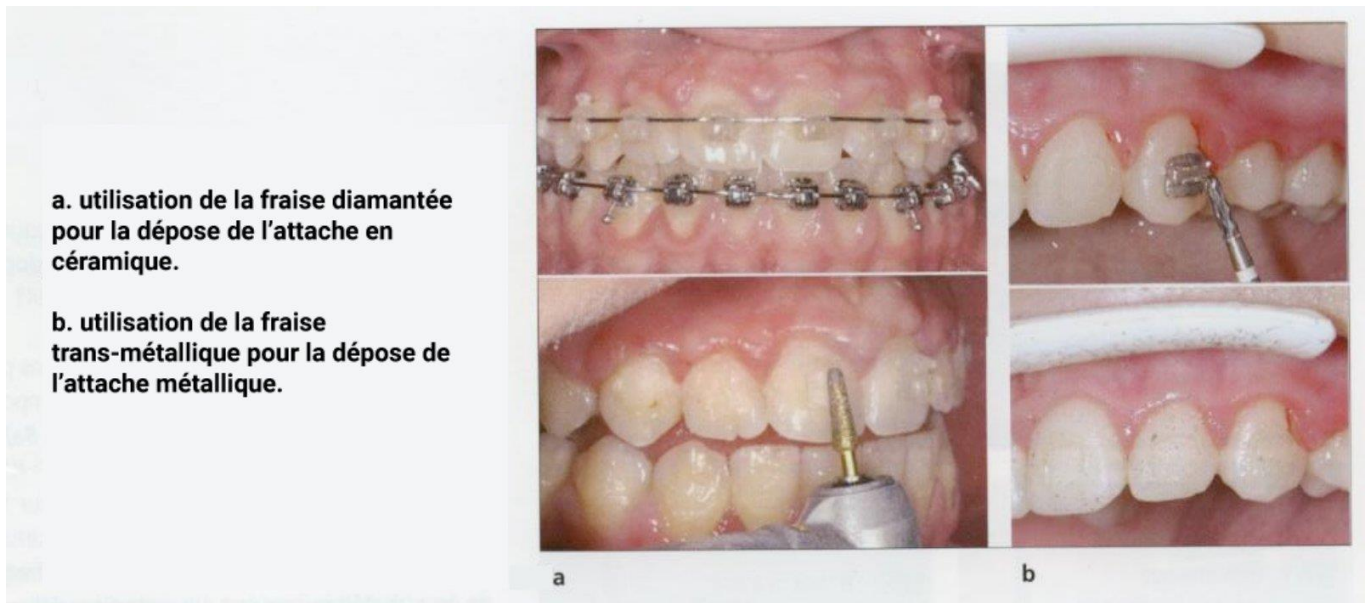 a. utilisation de la fraise diamantée
pour la dépose de l’attache en
céramique.
b. utilisation de la fraise
trans-métallique pour la dépose de
l’attache métallique.
a
b